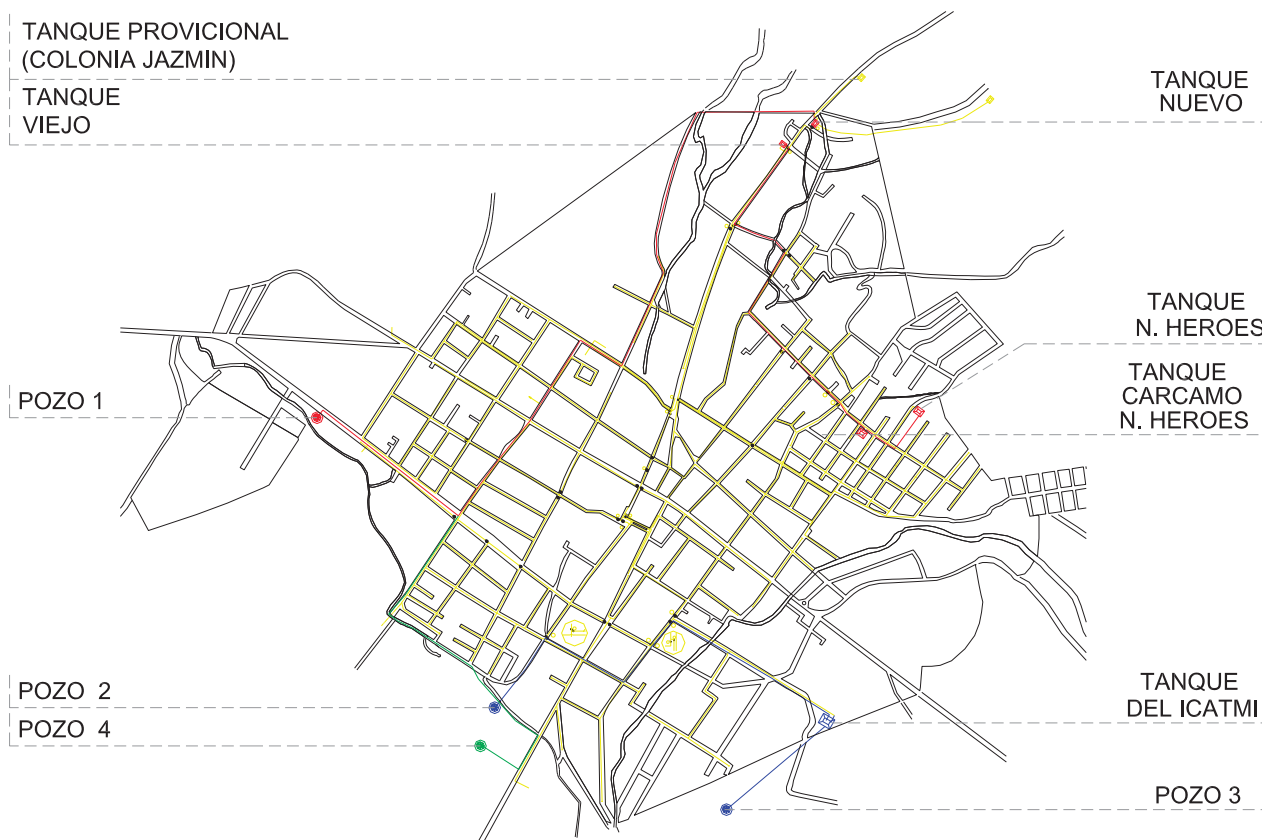 TANQUE PROVICIONAL
(COLONIA JAZMIN)
TANQUE
VIEJO
TANQUE
NUEVO
TANQUE
N. HEROES
TANQUE
CARCAMO
N. HEROES
POZO 1
POZO 2
POZO 4
TANQUE
DEL ICATMI
POZO 3